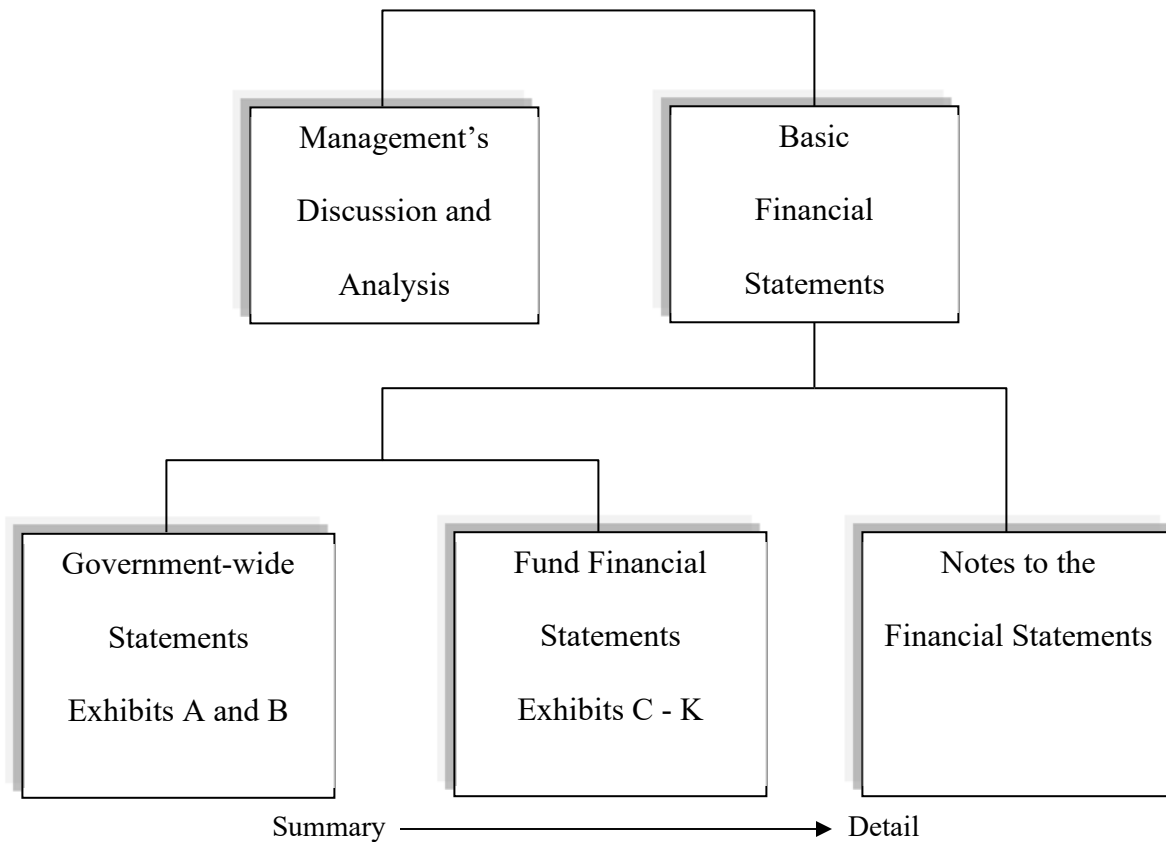 Management’s
Discussion and
Analysis
Basic
Financial
Statements
Government-wide
Statements
Exhibits A and B
Fund Financial
Statements
Exhibits C - K
Notes to the
Financial Statements
Summary
Detail